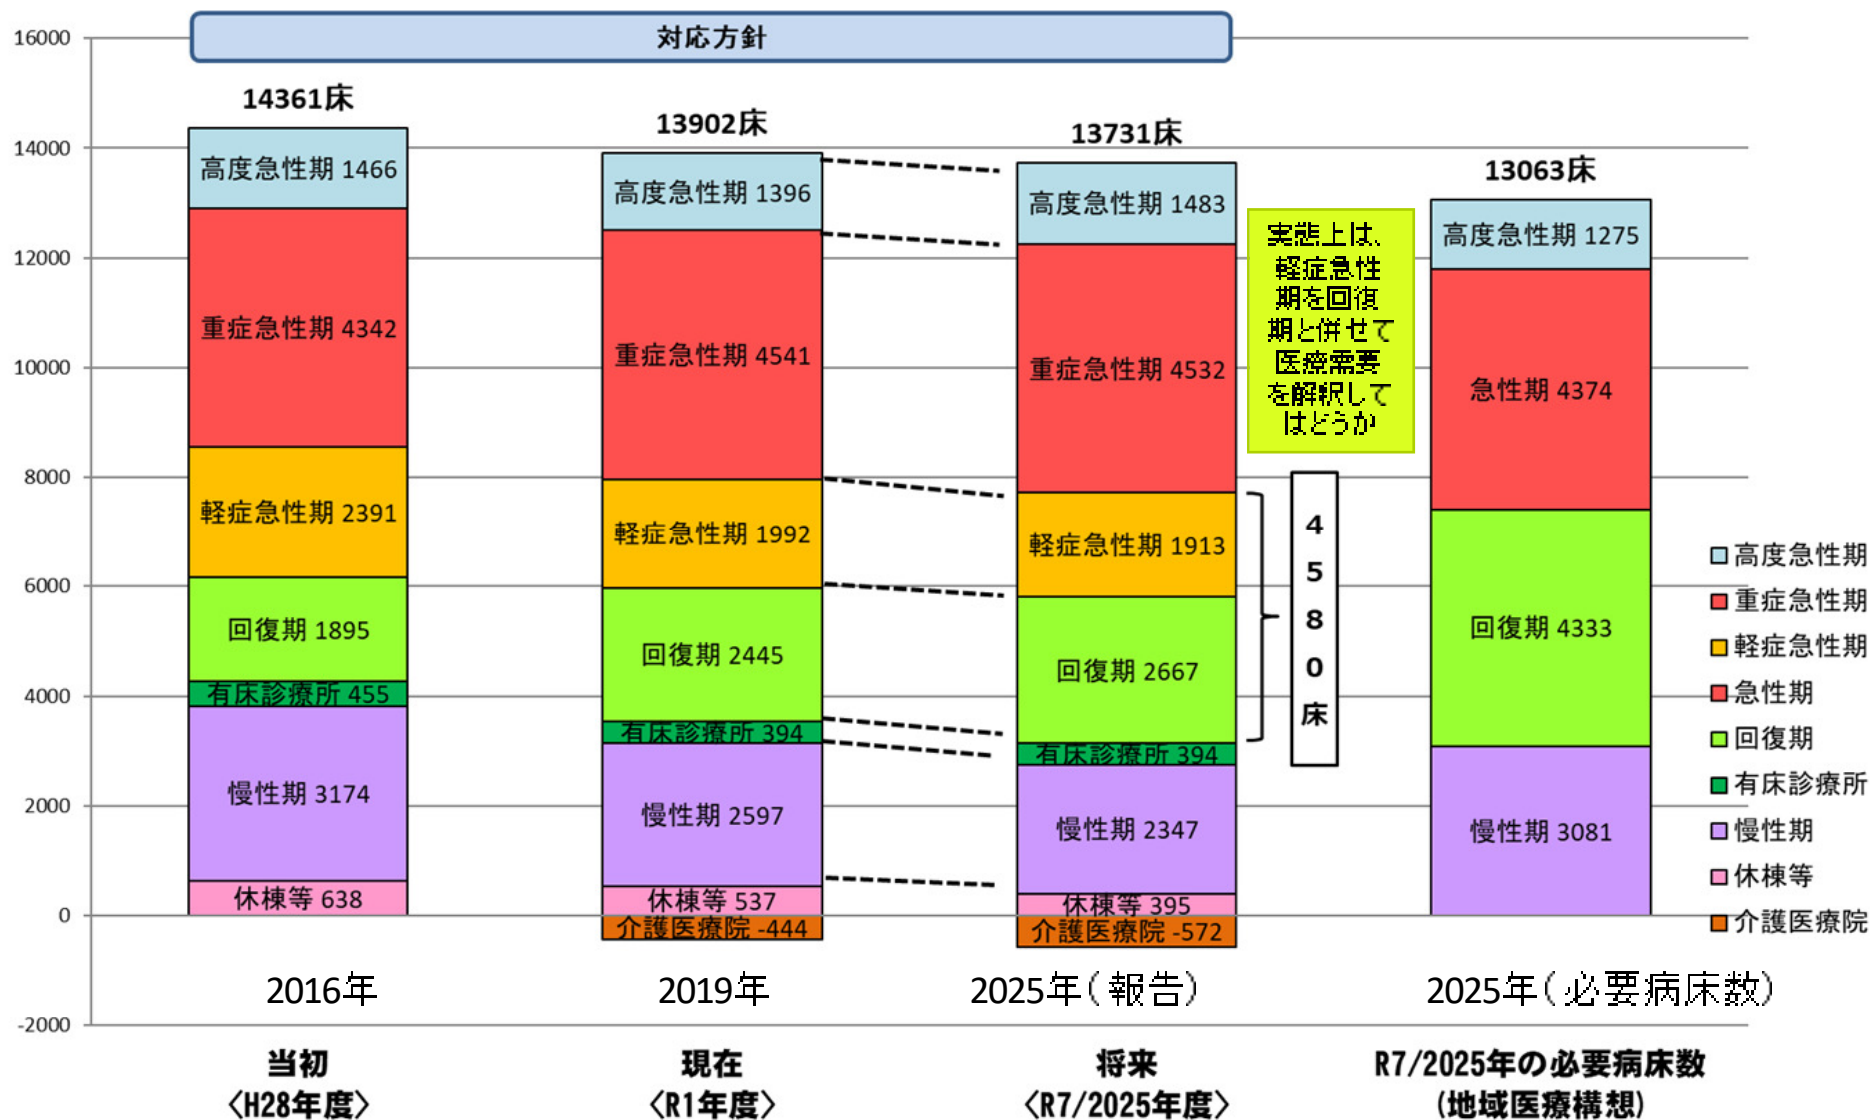 対応方針
16000
14000
12000
10000
8000
6000
4000
2000
0
-2000
14361床
高度急性期 1466
重症急性期 4342
軽症急性期 2391
回復期 1895
有床診療所 455
慢性期 3174
休棟等 638
13902床
高度急性期 1396
重症急性期 4541
軽症急性期 1992
回復期 2445
有床診療所 394
慢性期 2597
休棟等 537
介護医療院 -444
13731床
高度急性期 1483
重症急性期 4532
軽症急性期 1913
回復期 2667
有床診療所 394
慢性期 2347
休棟等 395
介護医療院 -572
実態上は、
軽症急性
期を回復
期と併せて
医療需要
を解釈して
はどうか
4580床
13063床
高度急性期 1275
急性期 4374
回復期 4333
慢性期 3081
高度急性期
重症急性期
軽症急性期
急性期
回復期
有床診療所
慢性期
休棟等
介護医療院
2016年
2019年
2025年(報告)
2025年(必要病床数)
当初
〈H28年度〉
現在
〈R1年度〉
将来
〈R7/2025年度〉
R7/2025年の必要病床数
(地域医療構想)